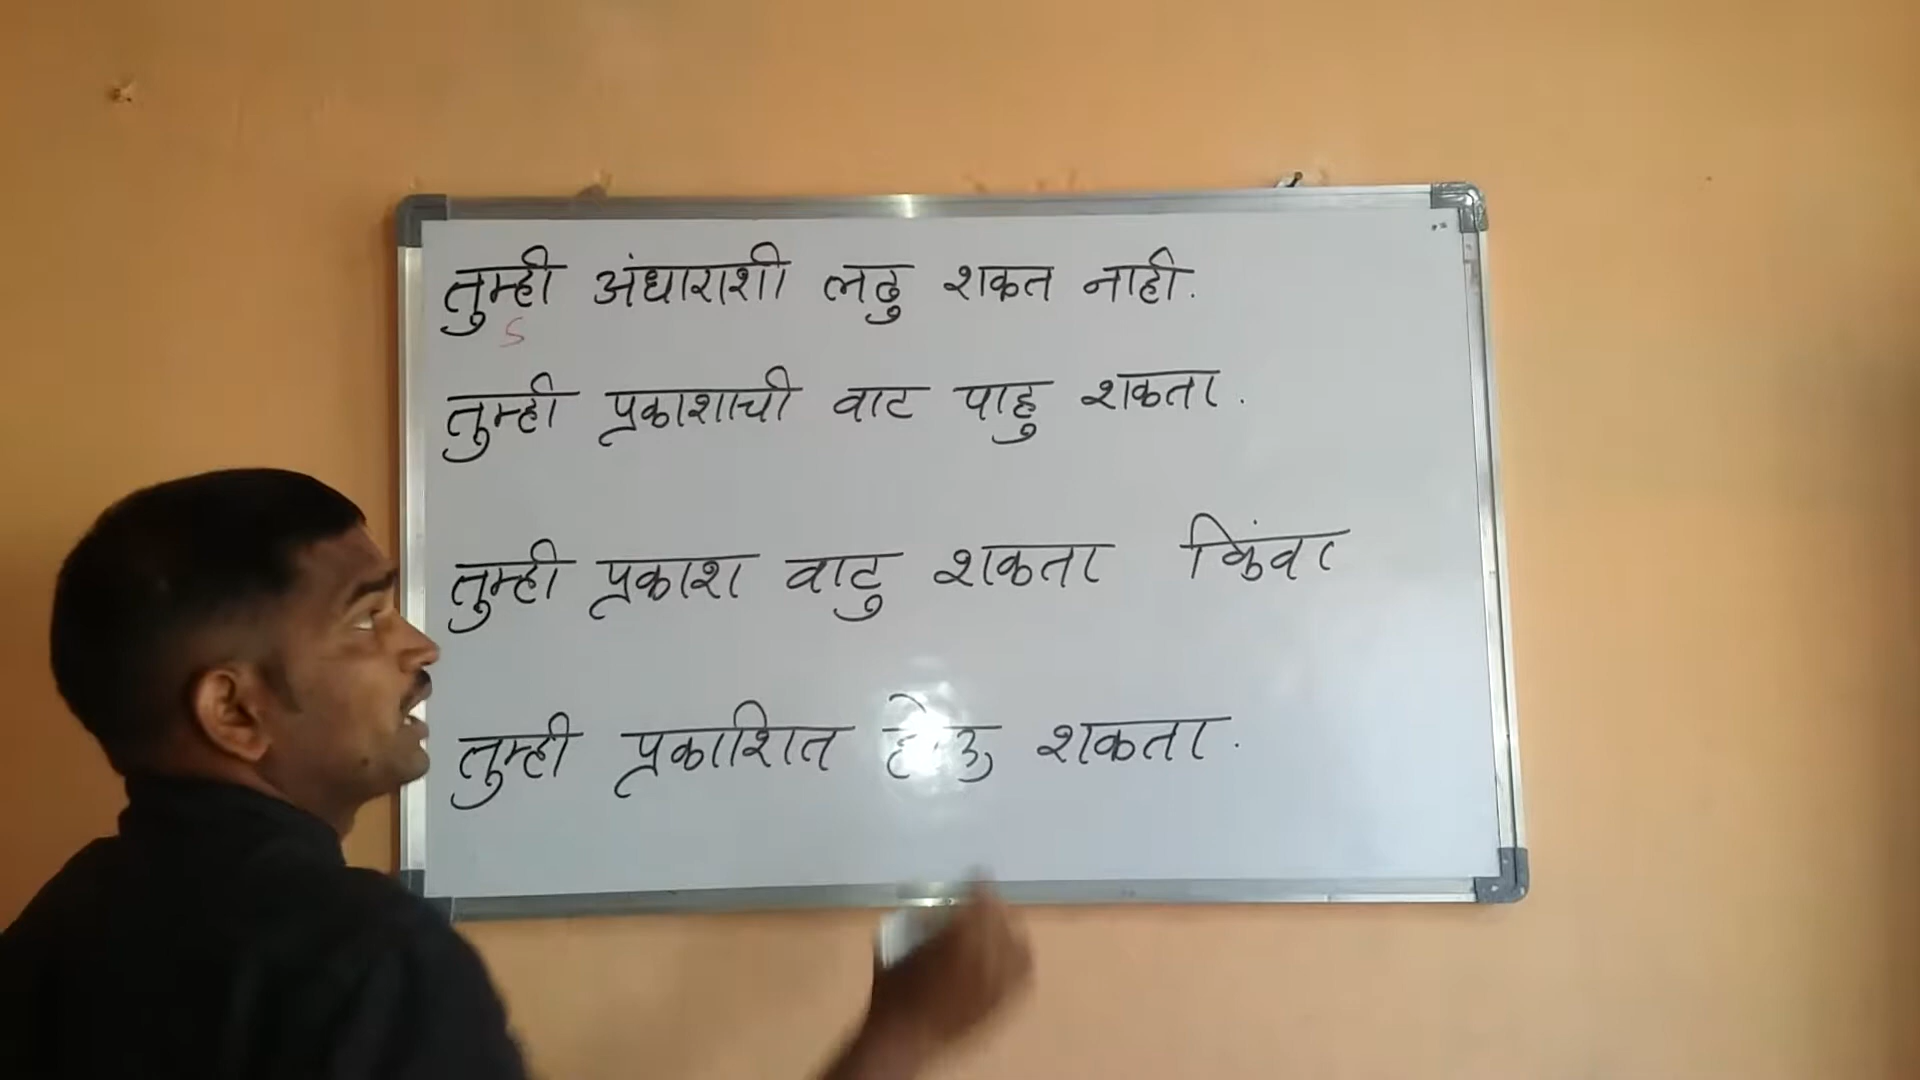 तुम्ही अंधाराशी लढु शकत नाही.
S
तुम्ही प्रकाशाची वाट पाहु शकता.
तुम्ही प्रकाश वाटु शकता किंवा
तुम्ही प्रकाशित होउ शकता.